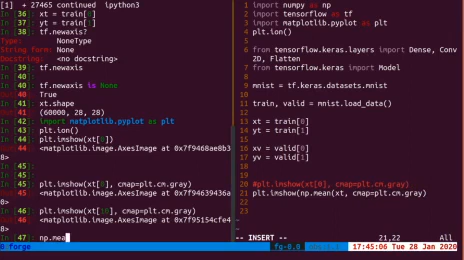 [1]  + 27465 continued  ipython3
In [36]: xt = train[0]
In [37]: yt = train[1]
In [38]: tf.newaxis?
Type:        NoneType
String form: None
Docstring:   <no docstring>
In [39]: tf.newaxis
In [40]: tf.newaxis is None
Out[40]: True
In [41]: xt.shape
Out[41]: (60000, 28, 28)
In [42]: import matplotlib.pyplot as plt
In [43]: plt.ion()
In [44]: plt.imshow(xt[0])
Out[44]: <matplotlib.image.AxesImage at 0x7f9468ae8b3
8>
In [45]:
In [45]:
In [45]: plt.imshow(xt[0], cmap=plt.cm.gray)
Out[45]: <matplotlib.image.AxesImage at 0x7f94639436a
0>
In [46]: plt.imshow(xt[10], cmap=plt.cm.gray)
Out[46]: <matplotlib.image.AxesImage at 0x7f95154cfe4
8>
In [47]: np.mea
1 import numpy as np
2 import tensorflow as tf
3 import matplotlib.pyplot as plt
4 plt.ion()
5
6 from tensorflow.keras.layers import Dense, Conv
2D, Flatten
7 from tensorflow.keras import Model
8
9 mnist = tf.keras.datasets.mnist
10
11 train, valid = mnist.load_data()
12
13 xt = train[0]
14 yt = train[1]
15
16 xv = valid[0]
17 yv = valid[1]
18
19
20 #plt.imshow(xt[0], cmap=plt.cm.gray)
21 plt.imshow(np.mean(xt, cmap=plt.cm.gray)
22
23
~
~
-- INSERT -- 21,22 All
0 forge fg-0.0 17:45:06 Tue 28 Jan 2020